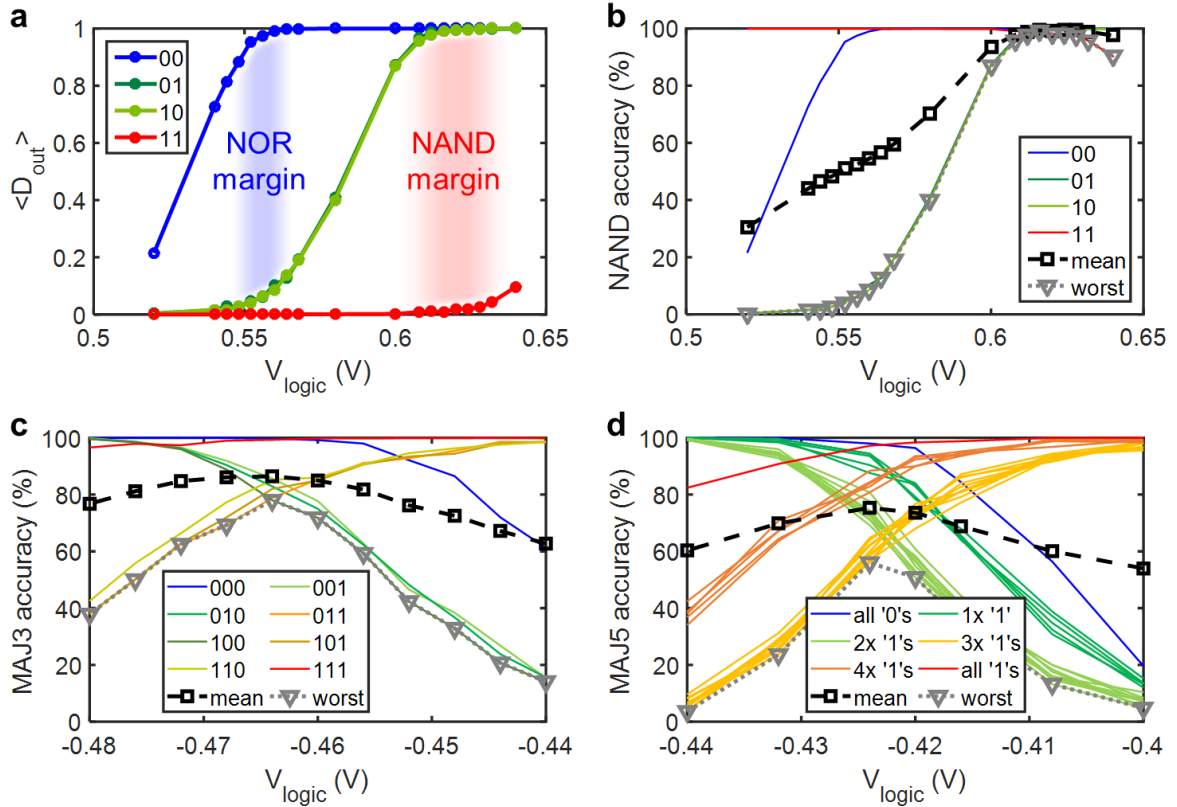 a
<D_out>
1
0.8
0.6
0.4
0.2
0
00
01
10
11
NOR
margin
NAND
margin
0.5
0.55
0.6
0.65
V_logic (V)
b
NAND accuracy (%)
100
80
60
40
20
0
00
01
10
11
mean
worst
0.5
0.55
0.6
0.65
V_logic (V)
c
MAJ3 accuracy (%)
100
80
60
40
20
0
000 001
010 011
100 101
110 111
mean worst
-0.48 -0.47 -0.46 -0.45 -0.44
V_logic (V)
d
MAJ5 accuracy (%)
100
80
60
40
20
0
all '0's 1x '1'
2x '1's 3x '1's
4x '1's all '1's
mean worst
-0.44 -0.43 -0.42 -0.41 -0.4
V_logic (V)